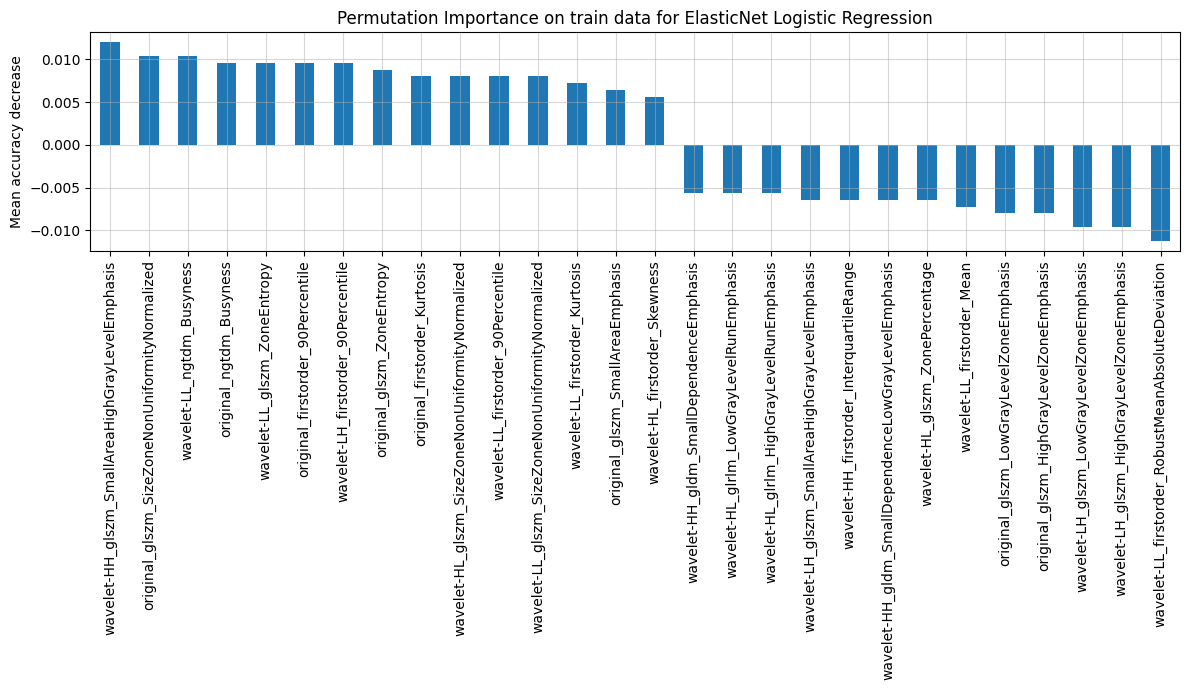 Permutation Importance on train data for ElasticNet Logistic Regression
Mean accuracy decrease
0.010
0.005
0.000
−0.005
−0.010
wavelet-HH_glszm_SmallAreaHighGrayLevelEmphasis
original_glszm_SizeZoneNonUniformityNormalized
wavelet-LL_ngtdm_Busyness
original_ngtdm_Busyness
wavelet-LL_glszm_ZoneEntropy
original_firstorder_90Percentile
wavelet-LH_firstorder_90Percentile
original_glszm_ZoneEntropy
original_firstorder_Kurtosis
wavelet-HL_glszm_SizeZoneNonUniformityNormalized
wavelet-LL_firstorder_90Percentile
wavelet-LL_glszm_SizeZoneNonUniformityNormalized
wavelet-LL_firstorder_Kurtosis
original_glszm_SmallAreaEmphasis
wavelet-HL_firstorder_Skewness
wavelet-HH_gldm_SmallDependenceEmphasis
wavelet-HL_glrlm_LowGrayLevelRunEmphasis
wavelet-HL_glrlm_HighGrayLevelRunEmphasis
wavelet-LH_glszm_SmallAreaHighGrayLevelEmphasis
wavelet-HH_firstorder_InterquartileRange
wavelet-HH_gldm_SmallDependenceLowGrayLevelEmphasis
wavelet-HL_glszm_ZonePercentage
wavelet-LL_firstorder_Mean
original_glszm_LowGrayLevelZoneEmphasis
original_glszm_HighGrayLevelZoneEmphasis
wavelet-LH_glszm_LowGrayLevelZoneEmphasis
wavelet-LH_glszm_HighGrayLevelZoneEmphasis
wavelet-LL_firstorder_RobustMeanAbsoluteDeviation